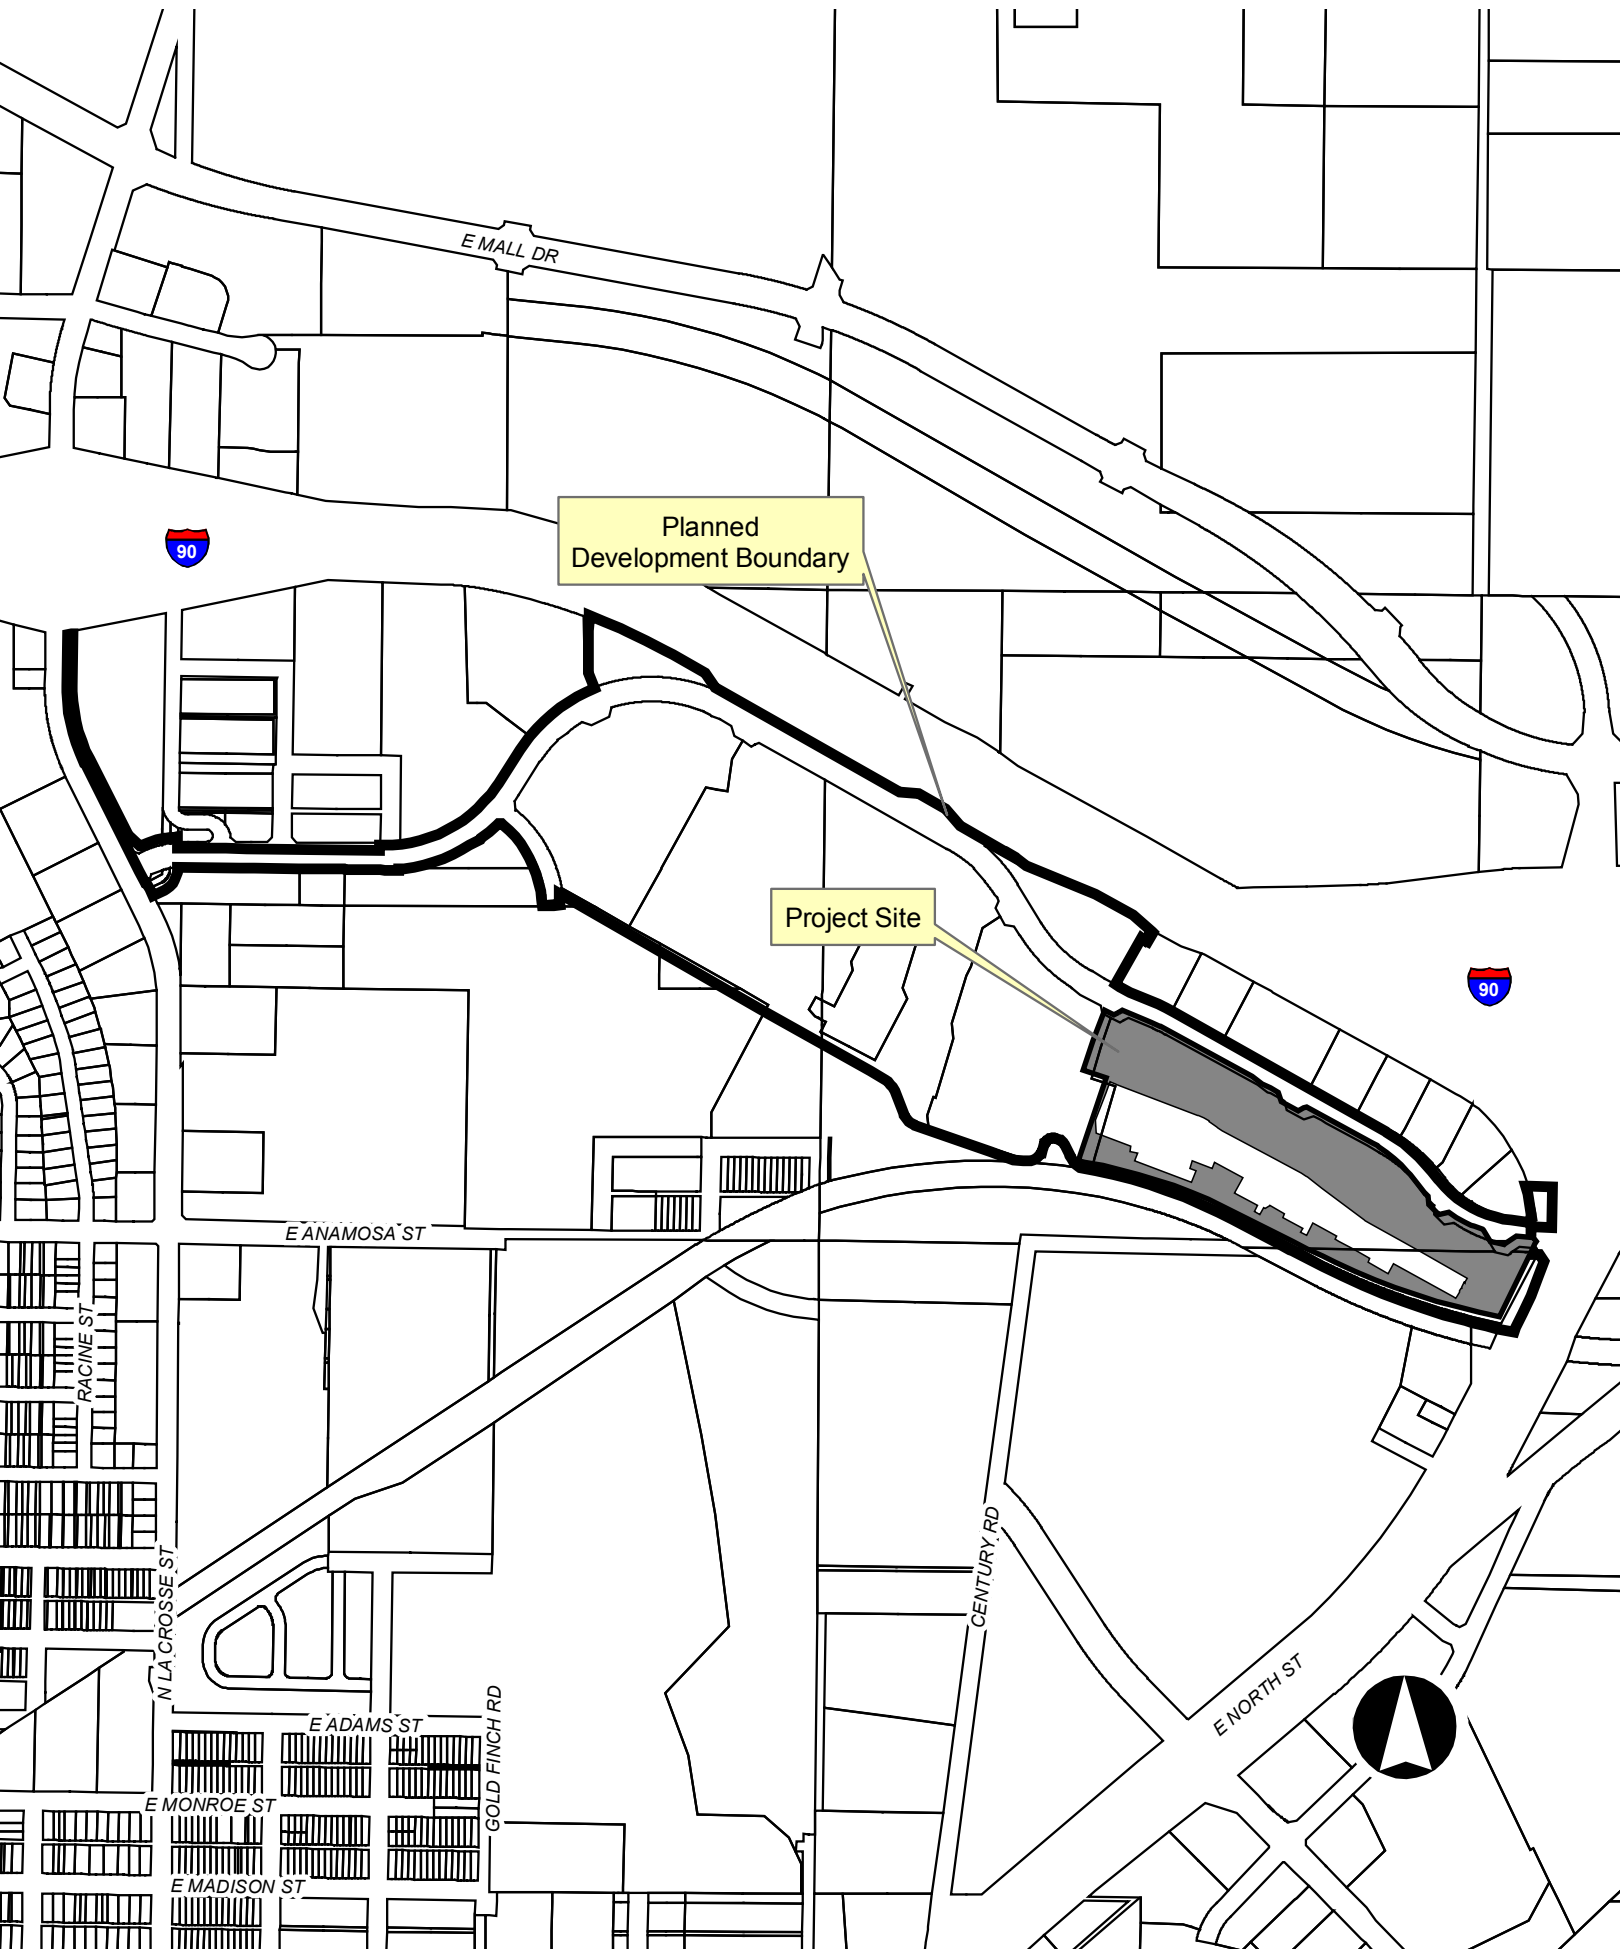 E MALL DR
Planned
Development Boundary
90
Project Site
90
E ANAMOSA ST
RACINE ST
CENTURY RD
N LA CROSSE ST
E NORTH ST
GOLD FINCH RD
E ADAMS ST
E MONROE ST
E MADISON ST